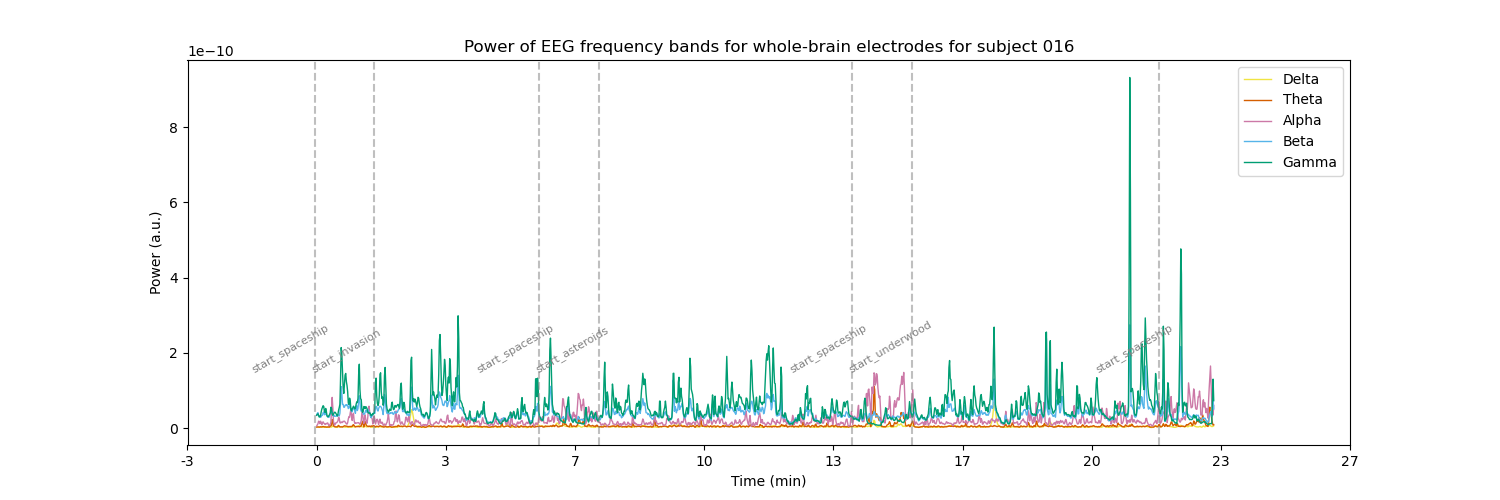 Power of EEG frequency bands for whole-brain electrodes for subject 016
1e−10
Delta
Theta
Alpha
Beta
Gamma
8
6
4
2
0
Power (a.u.)
start_spaceship
start_invasion
start_spaceship
start_asteroids
start_spaceship
start_underwood
start_spaceship
-3
0
3
7
10
13
17
20
23
27
Time (min)